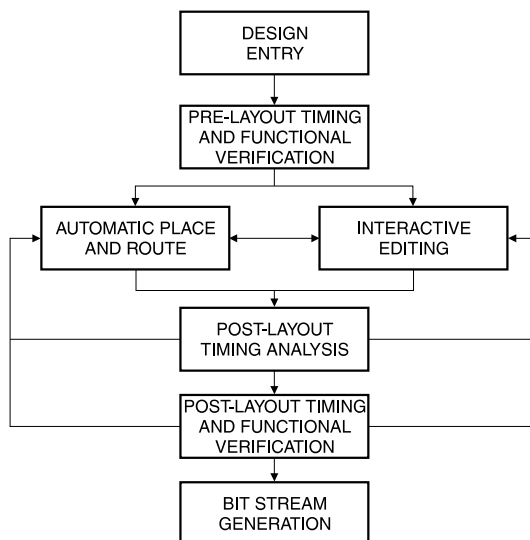 DESIGN
ENTRY
PRE-LAYOUT TIMING
AND FUNCTIONAL
VERIFICATION
AUTOMATIC PLACE
AND ROUTE
INTERACTIVE
EDITING
POST-LAYOUT
TIMING ANALYSIS
POST-LAYOUT TIMING
AND FUNCTIONAL
VERIFICATION
BIT STREAM
GENERATION